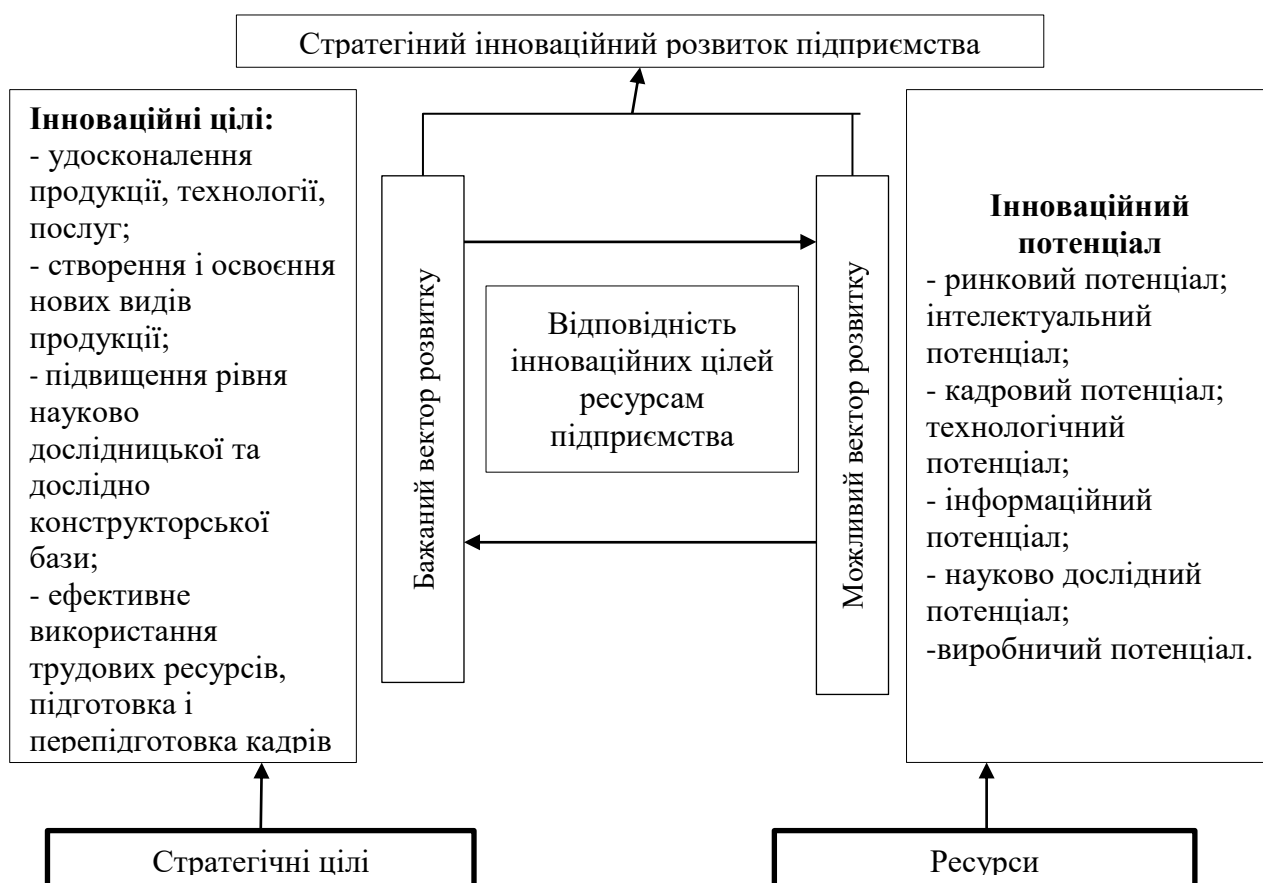 Стратегіний інноваційний розвиток підприємства
Інноваційні цілі:
- удосконалення
продукції, технології,
послуг;
- створення і освоєння
нових видів
продукції;
- підвищення рівня
науково
дослідницької та
дослідно
конструкторської
бази;
- ефективне
використання
трудових ресурсів,
підготовка і
перепідготовка кадрів
Бажаний вектор розвитку
Відповідність
інноваційних цілей
ресурсам
підприємства
Можливий вектор розвитку
Інноваційний
потенціал
- ринковий потенціал;
інтелектуальний
потенціал;
- кадровий потенціал;
технологічний
потенціал;
- інформаційний
потенціал;
- науково дослідний
потенціал;
-виробничий потенціал.
Стратегічні цілі
Ресурси